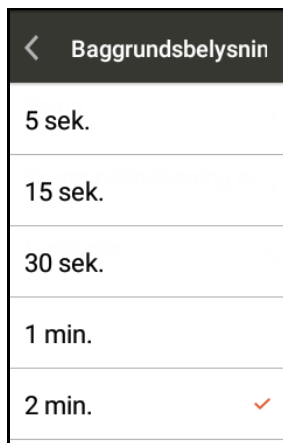 Baggrundsbelysnin
5 sek.
15 sek.
30 sek.
1 min.
2 min.